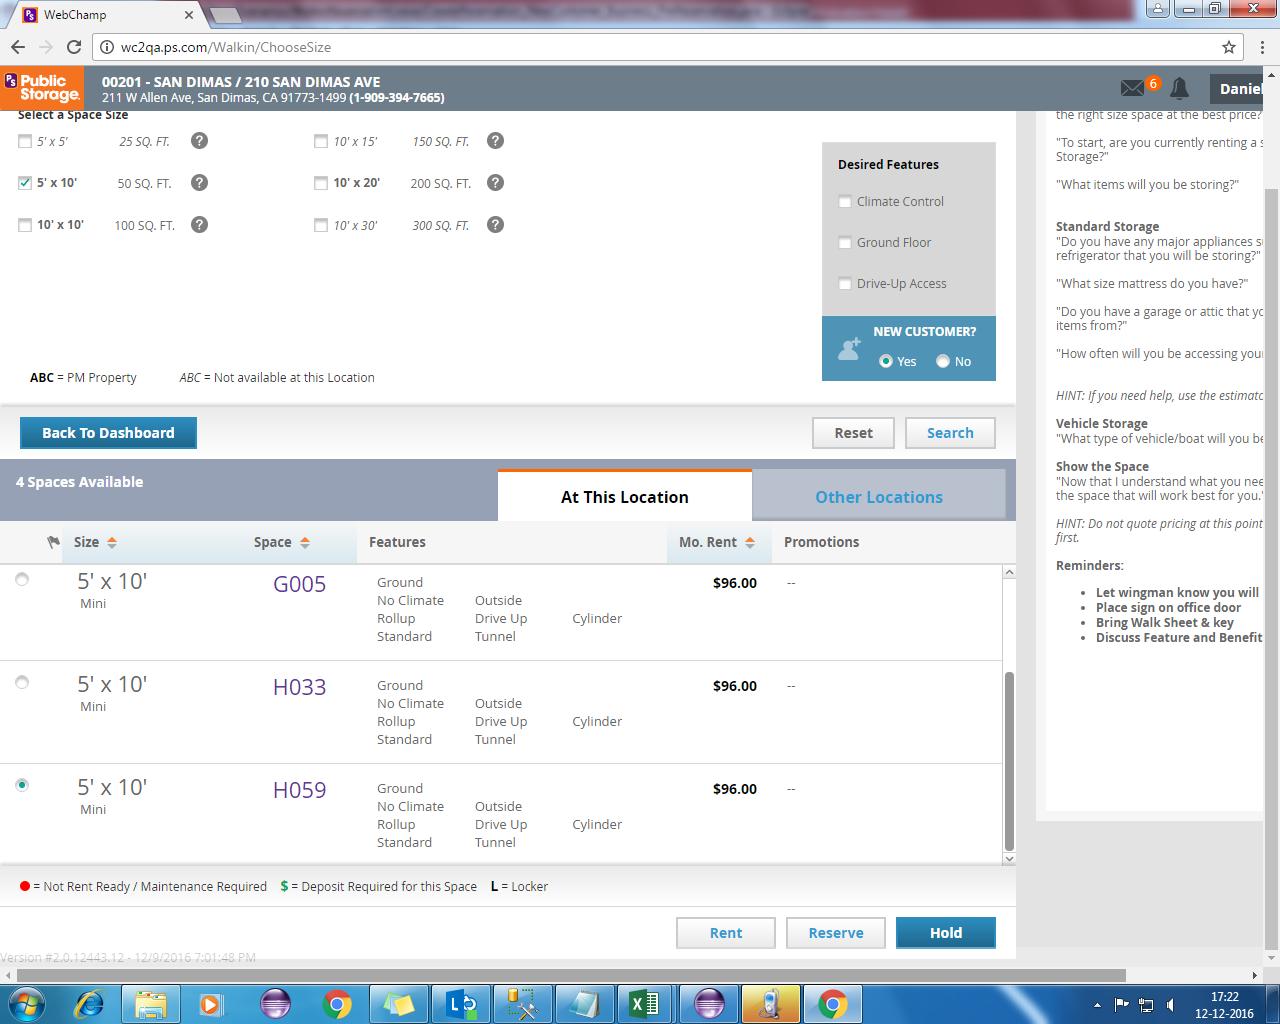 WebChamp
wc2qa.ps.com/Walkin/ChooseSize
PS Public Storage.
00201 - SAN DIMAS / 210 SAN DIMAS AVE
211 W Allen Ave, San Dimas, CA 91773-1499 (1-909-394-7665)
6
Daniel
Select a Space Size
5' x 5' 25 SQ. FT. ? 10' x 15' 150 SQ. FT. ?
5' x 10' 50 SQ. FT. ? 10' x 20' 200 SQ. FT. ?
10' x 10' 100 SQ. FT. ? 10' x 30' 300 SQ. FT. ?
Desired Features
Climate Control
Ground Floor
Drive-Up Access
NEW CUSTOMER?
Yes No
ABC = PM Property ABC = Not available at this Location
Back To Dashboard Reset Search
4 Spaces Available At This Location Other Locations
Size Space Features Mo. Rent Promotions
5' x 10' G005 Ground $96.00 --
Mini No Climate Outside
Rollup Drive Up Cylinder
Standard Tunnel
5' x 10' H033 Ground $96.00 --
Mini No Climate Outside
Rollup Drive Up Cylinder
Standard Tunnel
5' x 10' H059 Ground $96.00 --
Mini No Climate Outside
Rollup Drive Up Cylinder
Standard Tunnel
= Not Rent Ready / Maintenance Required $ = Deposit Required for this Space L = Locker
Rent Reserve Hold
Version #2.0.12443.12 - 12/9/2016 7:01:48 PM
the right size space at the best price?
"To start, are you currently renting a s
Storage?"
"What items will you be storing?"
Standard Storage
"Do you have any major appliances su
refrigerator that you will be storing?"
"What size mattress do you have?"
"Do you have a garage or attic that yo
items from?"
"How often will you be accessing your
HINT: If you need help, use the estimato
Vehicle Storage
"What type of vehicle/boat will you be
Show the Space
"Now that I understand what you nee
the space that will work best for you."
HINT: Do not quote pricing at this point
first.
Reminders:
• Let wingman know you will
• Place sign on office door
• Bring Walk Sheet & key
• Discuss Feature and Benefit
17:22
12-12-2016